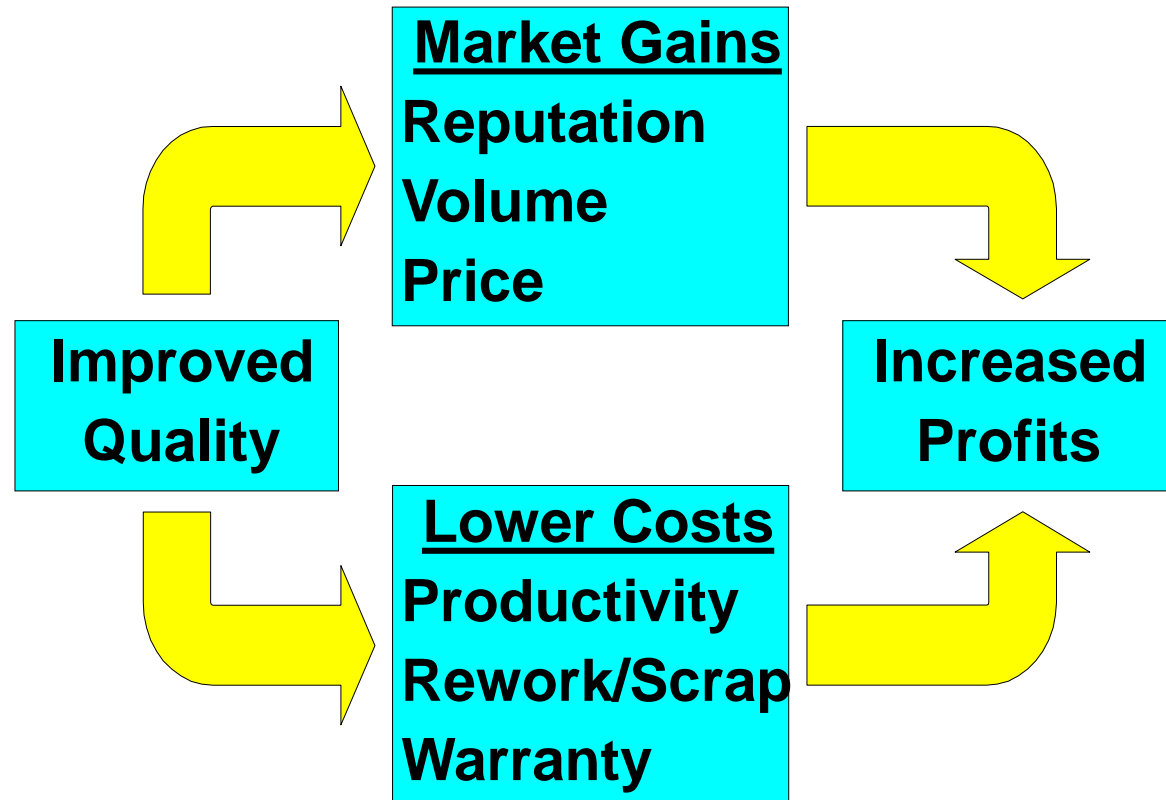 Market Gains
Reputation
Volume
Price
Improved
Quality
Increased
Profits
Lower Costs
Productivity
Rework/Scrap
Warranty